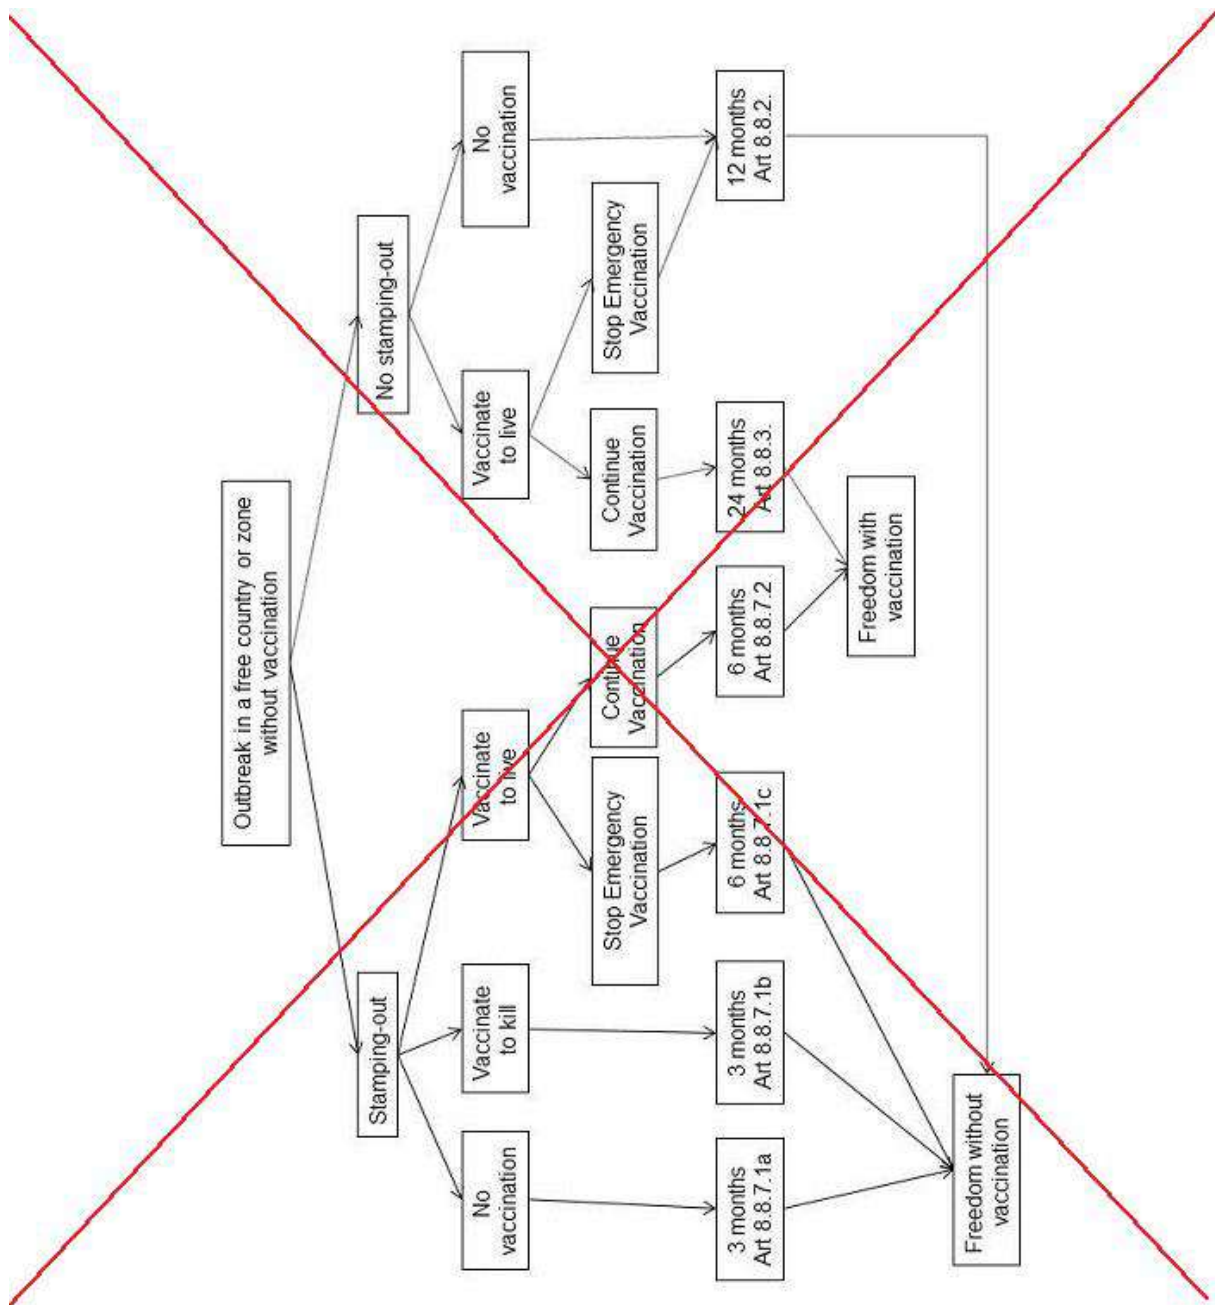 Outbreak in a free country or zone
without vaccination
Stamping-out
No stamping-out
No
vaccination
Vaccinate
to kill
Vaccinate
to live
Vaccinate
to live
No
vaccination
Stop Emergency
Vaccination
Continue
Vaccination
Continue
Vaccination
Stop Emergency
Vaccination
3 months
Art 8.8.7.1a
3 months
Art 8.8.7.1b
6 months
Art 8.8.7.1c
6 months
Art 8.8.7.2
24 months
Art 8.8.3.
12 months
Art 8.8.2.
Freedom with
vaccination
Freedom without
vaccination